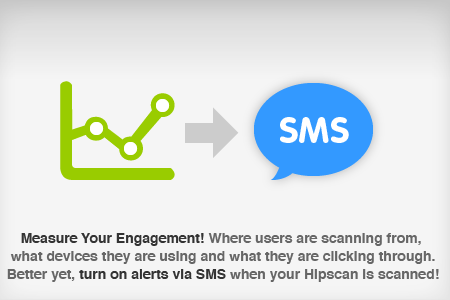 SMS
Measure Your Engagement! Where users are scanning from,
what devices they are using and what they are clicking through.
Better yet, turn on alerts via SMS when your Hipscan is scanned!